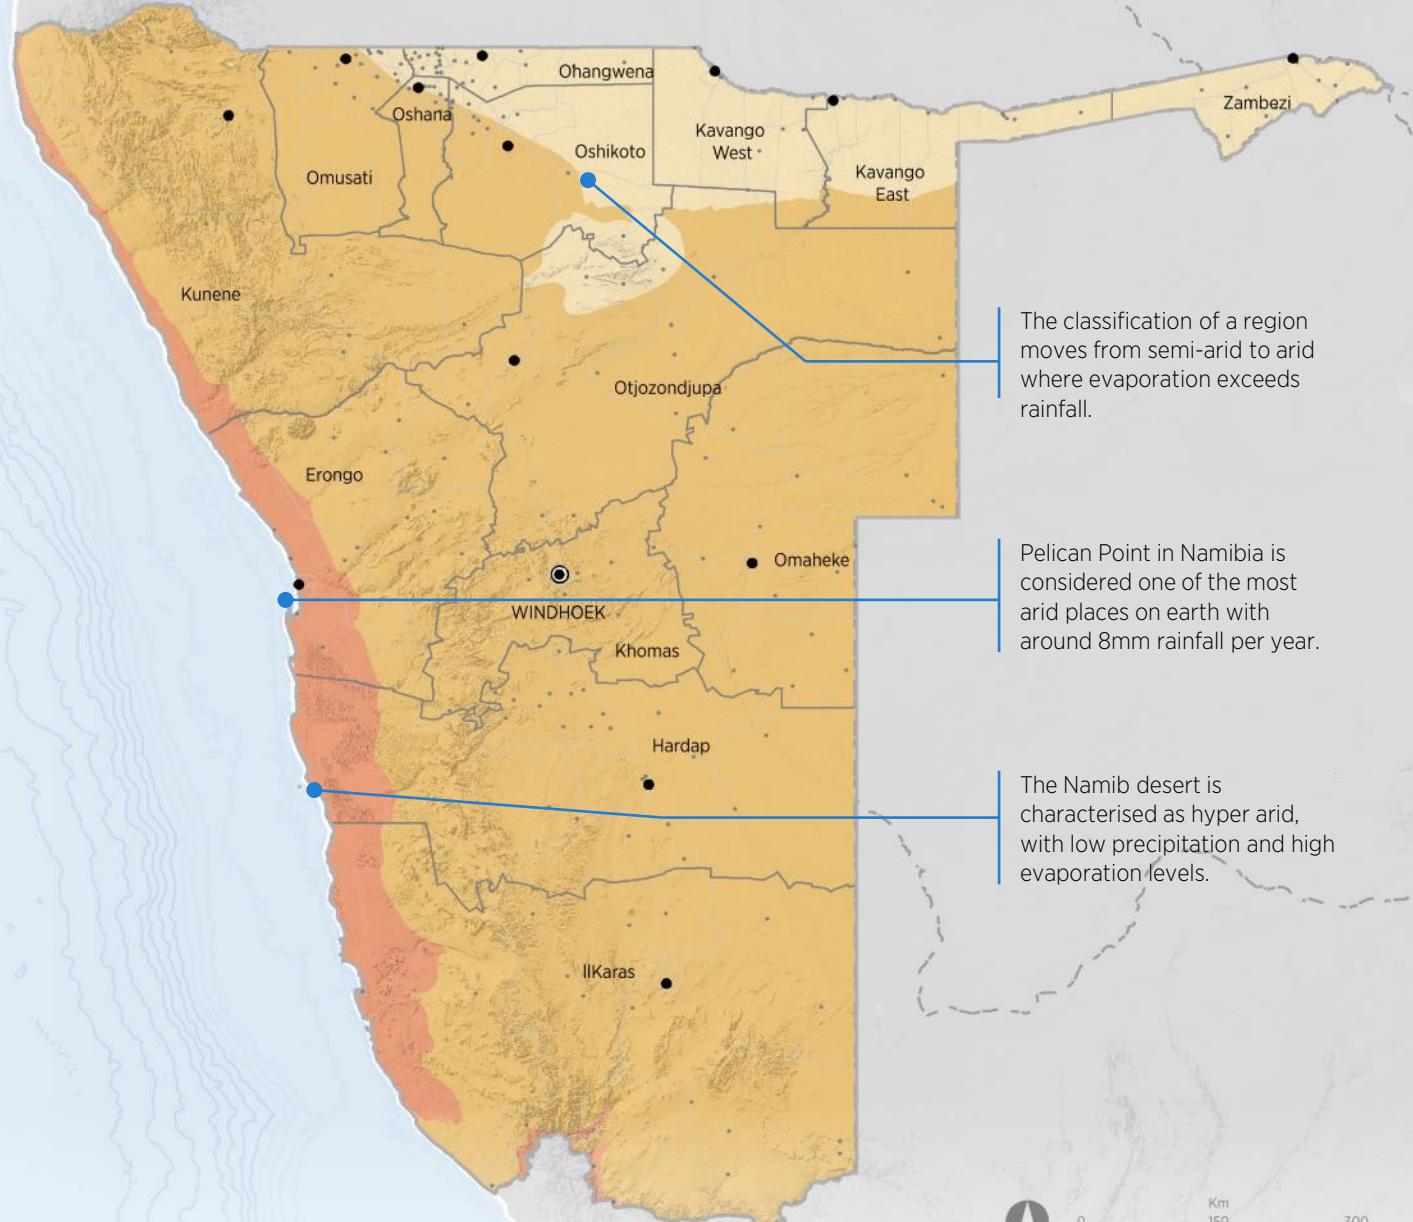 Ohangwena
Oshana
Zambezi
Kavango
West
Oshikoto
Omusati
Kavango
East
Kunene
The classification of a region
moves from semi-arid to arid
where evaporation exceeds
rainfall.
Otjozondjupa
Erongo
Pelican Point in Namibia is
considered one of the most
arid places on earth with
around 8mm rainfall per year.
Omaheke
WINDHOEK
Khomas
Hardap
The Namib desert is
characterised as hyper arid,
with low precipitation and high
evaporation levels.
llKaras
Km
0 150 300